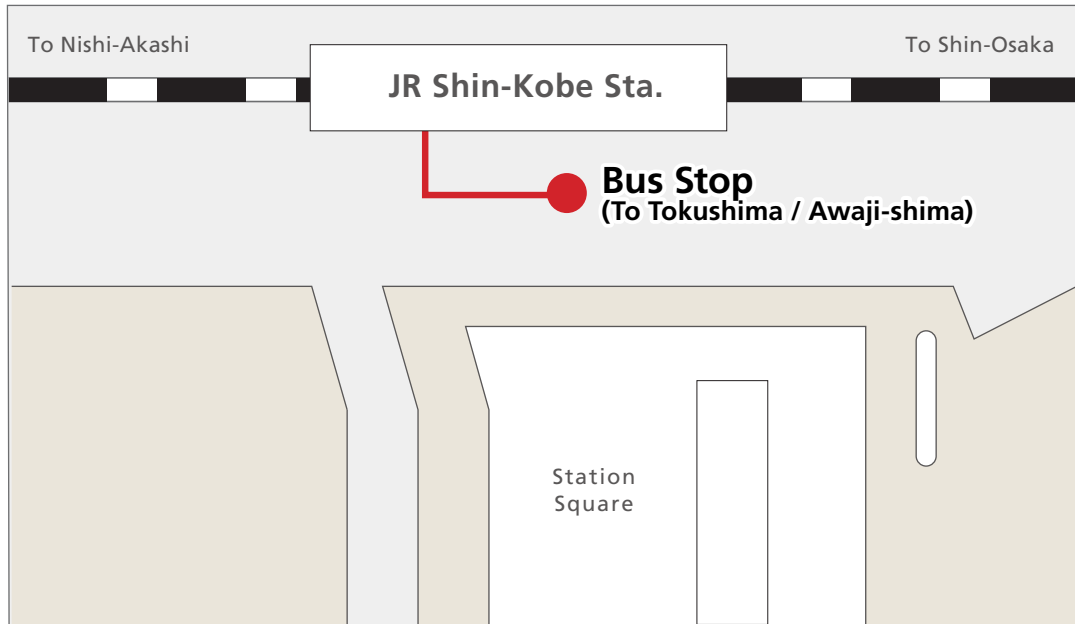 To Nishi-Akashi
To Shin-Osaka
JR Shin-Kobe Sta.
Bus Stop
(To Tokushima / Awaji-shima)
Station
Square